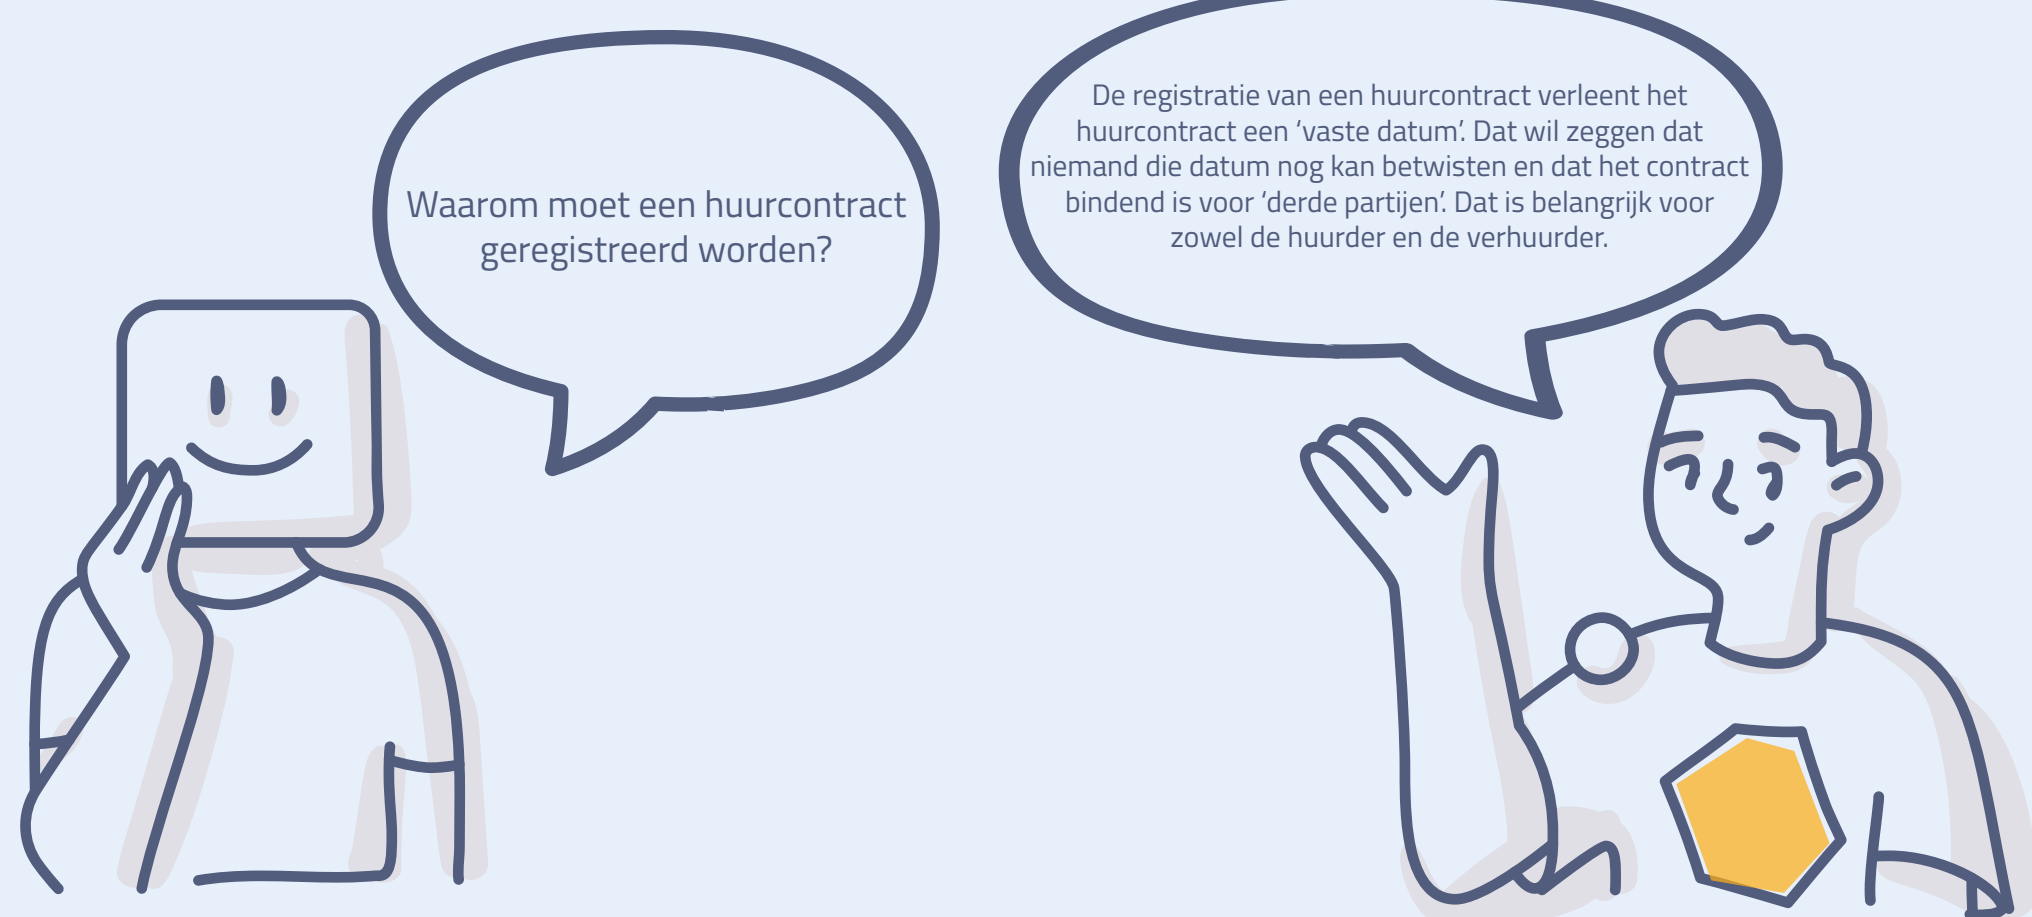 Waarom moet een huurcontract
geregistreerd worden?
De registratie van een huurcontract verleent het
huurcontract een ‘vaste datum’. Dat wil zeggen dat
niemand die datum nog kan betwisten en dat het contract
bindend is voor ‘derde partijen’. Dat is belangrijk voor
zowel de huurder en de verhuurder.